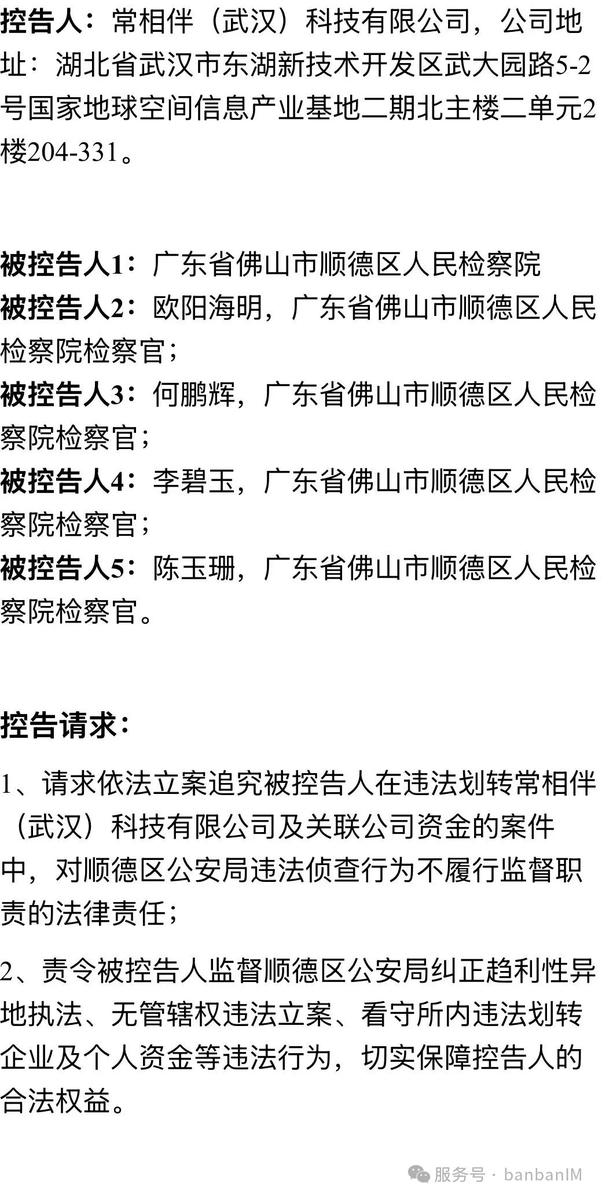 控告人：常相伴（武汉）科技有限公司，公司地
址：湖北省武汉市东湖新技术开发区武大园路5-2
号国家地球空间信息产业基地二期北主楼二单元2
楼204-331。
被控告人1：广东省佛山市顺德区人民检察院
被控告人2：欧阳海明，广东省佛山市顺德区人民
检察院检察官；
被控告人3：何鹏辉，广东省佛山市顺德区人民检
察院检察官；
被控告人4：李碧玉，广东省佛山市顺德区人民检
察院检察官；
被控告人5：陈玉珊，广东省佛山市顺德区人民检
察院检察官。
控告请求：
1、请求依法立案追究被控告人在违法划转常相伴
（武汉）科技有限公司及关联公司资金的案件
中，对顺德区公安局违法侦查行为不履行监督职
责的法律责任；
2、责令被控告人监督顺德区公安局纠正趋利性异
地执法、无管辖权违法立案、看守所内违法划转
企业及个人资金等违法行为，切实保障控告人的
合法权益。
服务号 · banbanIM